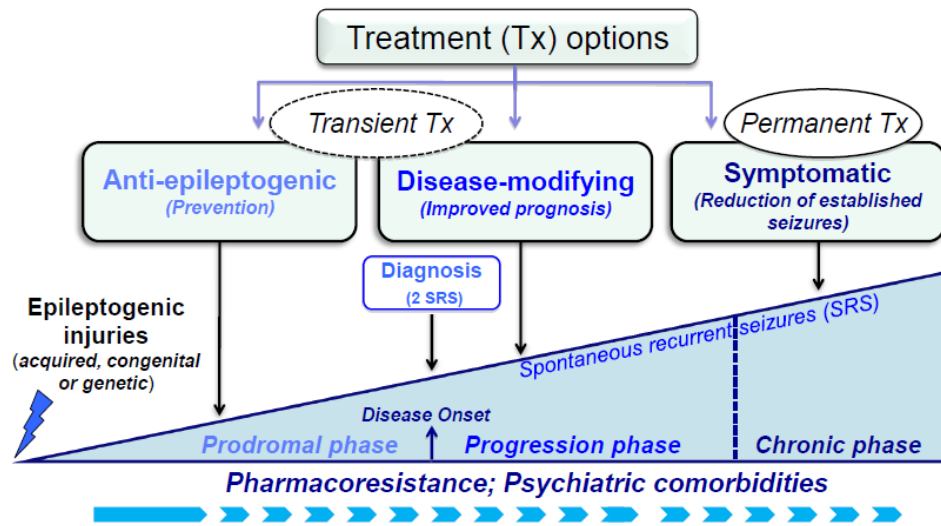 Treatment (Tx) options
Transient Tx
Permanent Tx
Anti-epileptogenic
(Prevention)
Disease-modifying
(Improved prognosis)
Symptomatic
(Reduction of established
seizures)
Diagnosis
(2 SRS)
Epileptogenic
injuries
(acquired, congenital
or genetic)
Spontaneous recurrent seizures (SRS)
Disease Onset
Prodromal phase
Progression phase
Chronic phase
Pharmacoresistance; Psychiatric comorbidities